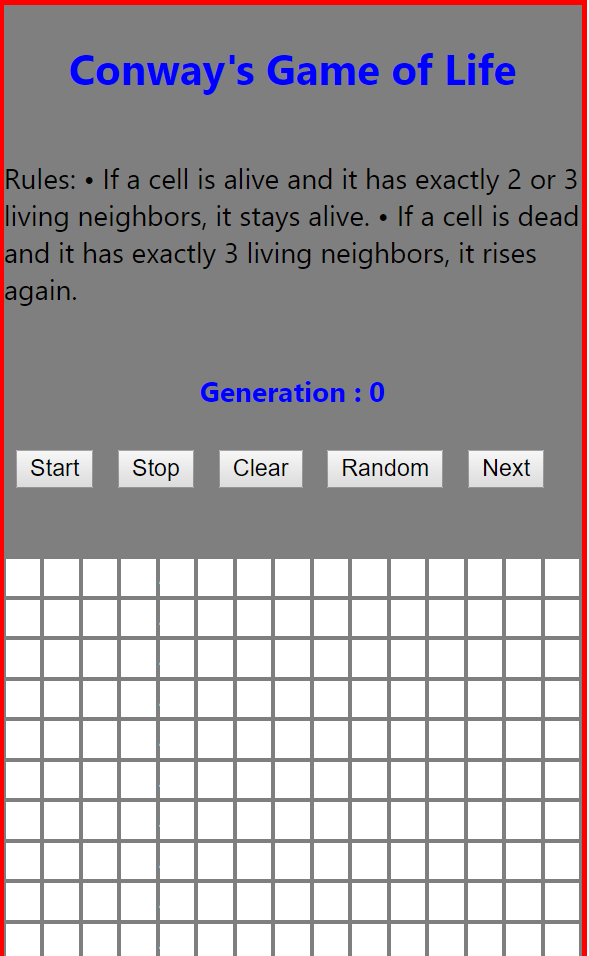 Conway's Game of Life
Rules: • If a cell is alive and it has exactly 2 or 3
living neighbors, it stays alive. • If a cell is dead
and it has exactly 3 living neighbors, it rises
again.
Generation : 0
Start Stop Clear Random Next